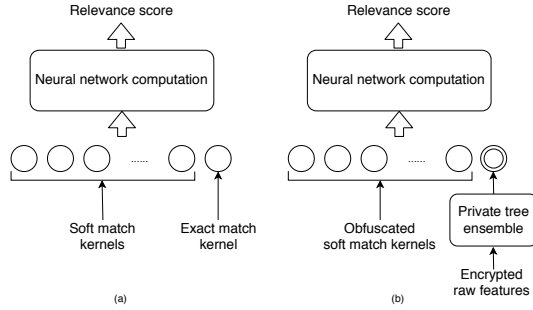 Relevance score
Neural network computation
......
Soft match
kernels
Exact match
kernel
(a)
Relevance score
Neural network computation
......
Obfuscated
soft match kernels
Private tree
ensemble
Encrypted
raw features
(b)